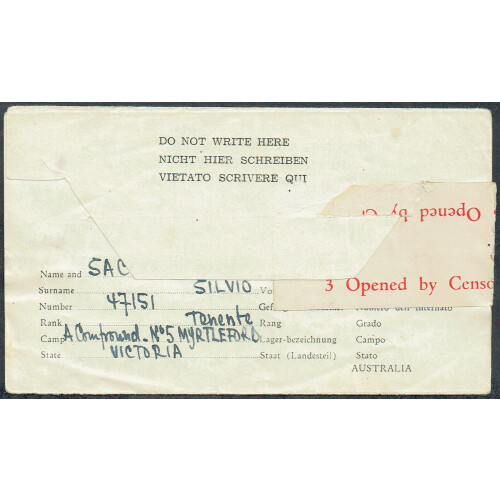 DO NOT WRITE HERE
NICHT HIER SCHREIBEN
VIETATO SCRIVERE QUI
Opened by C
3 Opened by Censo
Name and SAC
Surname SILVIO Vo
Number 47151 Gef Numero dell'internato
Rank Tenente Rang Grado
Camp A Compound - Nº5 MYRTLEFORD Lager-bezeichnung Campo
State VICTORIA Staat (Landesteil) Stato
AUSTRALIA